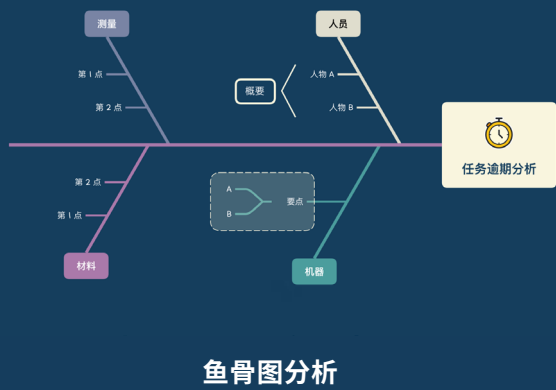 测量
人员
第 1 点
人物 A
概要
第 2 点
人物 B
任务逾期分析
第 2 点
A
要点
B
第 1 点
材料
机器
鱼骨图分析